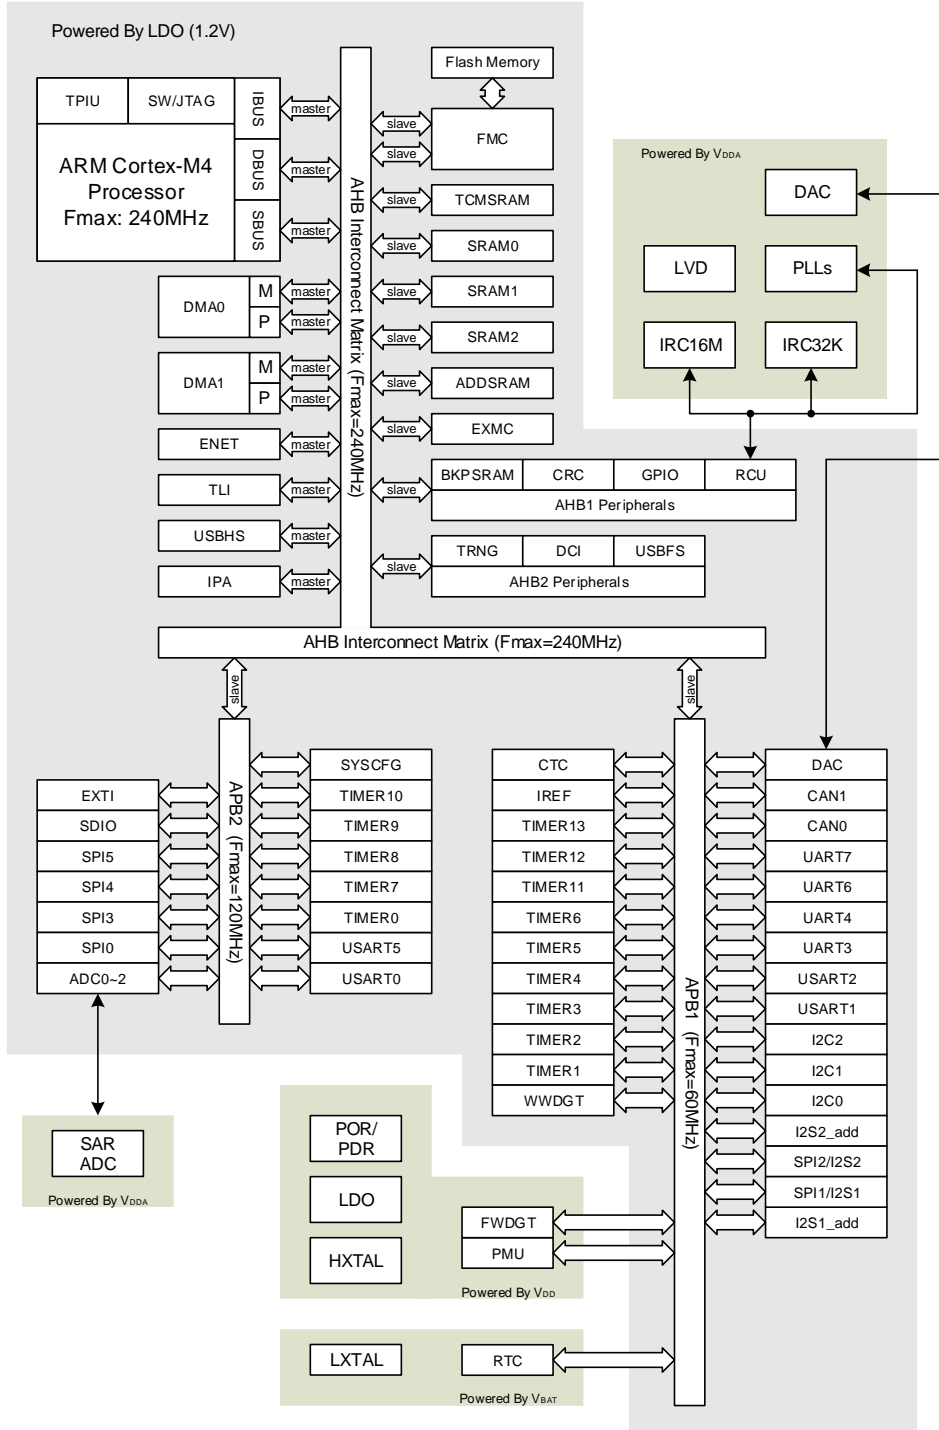 Powered By LDO (1.2V)
TPIU
SW/JTAG
IBUS
DBUS
SBUS
ARM Cortex-M4
Processor
Fmax: 240MHz
master
master
master
DMA0
M
P
master
master
DMA1
M
P
master
master
ENET
master
TLI
master
USBHS
master
IPA
master
AHB Interconnect Matrix (Fmax=240MHz)
Flash Memory
FMC
slave
slave
slave
TCMSRAM
slave
SRAM0
slave
SRAM1
slave
SRAM2
slave
ADDSRAM
slave
EXMC
slave
BKPSRAM
CRC
GPIO
RCU
AHB1 Peripherals
slave
TRNG
DCI
USBFS
AHB2 Peripherals
Powered By VDDA
DAC
LVD
PLLs
IRC16M
IRC32K
AHB Interconnect Matrix (Fmax=240MHz)
slave
slave
APB2 (Fmax=120MHz)
EXTI
SDIO
SPI5
SPI4
SPI3
SPI0
ADC0~2
SYSCFG
TIMER10
TIMER9
TIMER8
TIMER7
TIMER0
USART5
USART0
APB1 (Fmax=60MHz)
CTC
IREF
TIMER13
TIMER12
TIMER11
TIMER6
TIMER5
TIMER4
TIMER3
TIMER2
TIMER1
WWDGT
DAC
CAN1
CAN0
UART7
UART6
UART4
UART3
USART2
USART1
I2C2
I2C1
I2C0
I2S2_add
SPI2/I2S2
SPI1/I2S1
I2S1_add
SAR
ADC
Powered By VDDA
POR/
PDR
LDO
HXTAL
FWDGT
PMU
Powered By VDD
LXTAL
RTC
Powered By VBAT